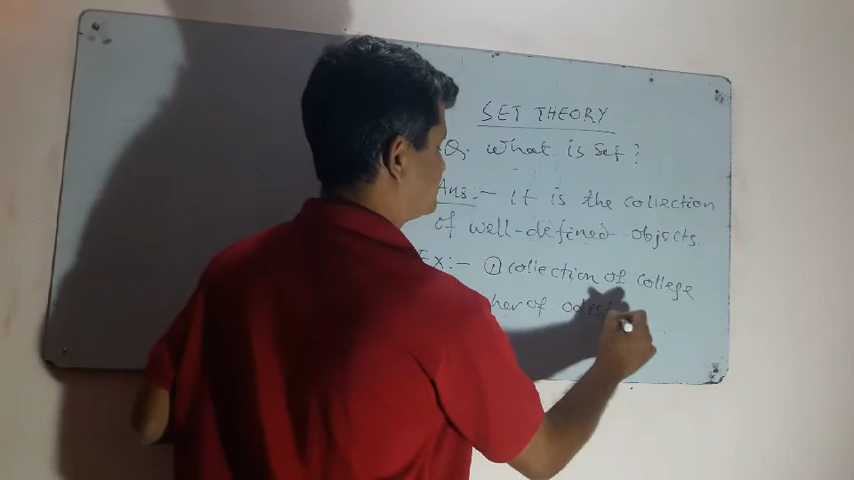 SET THEORY
Q. What is Set ?
Ans :- it is the collection
of well-defined objects
Ex :- ① collection of college
of